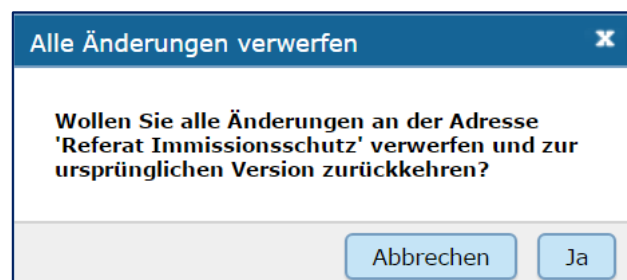 Alle Änderungen verwerfen x
Wollen Sie alle Änderungen an der Adresse
'Referat Immissionsschutz' verwerfen und zur
ursprünglichen Version zurückkehren?
Abbrechen Ja